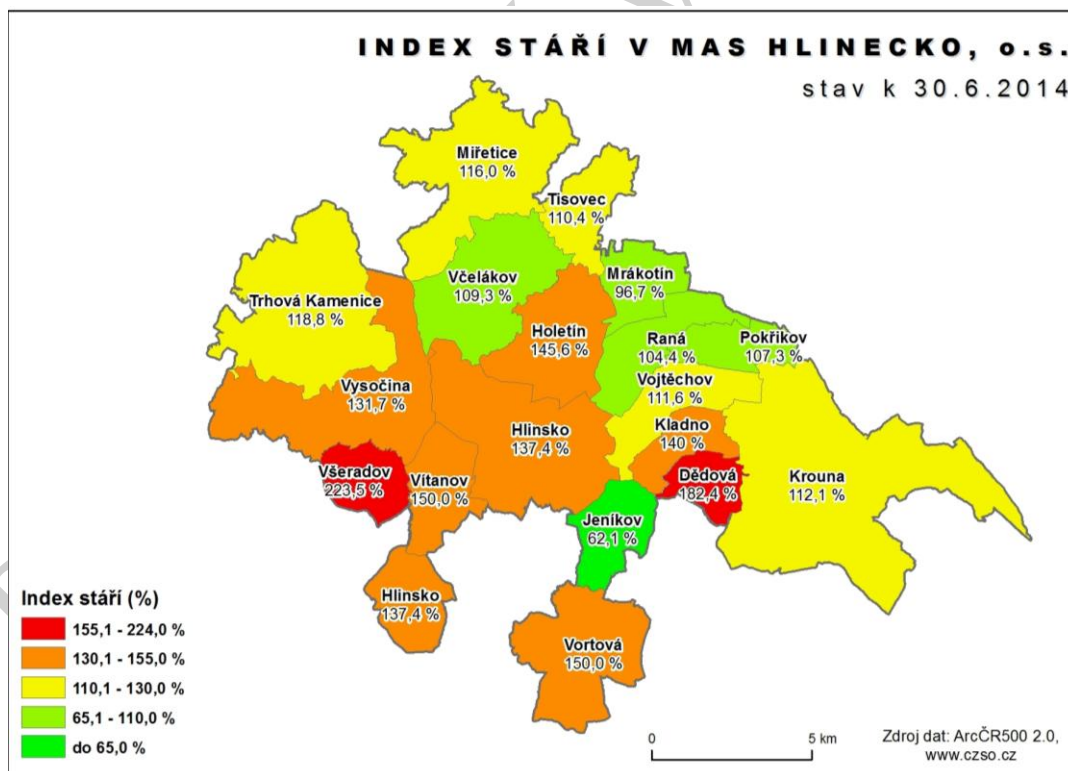 INDEX STÁŘÍ V MAS HLINECKO, o.s.
stav k 30.6.2014
Miřetice
116,0 %
Tisovec
110,4 %
Včelákov
109,3 %
Mrákotín
96,7 %
Trhová Kamenice
118,8 %
Holetín
145,6 %
Raná
104,4 %
Pokřikov
107,3 %
Vojtěchov
111,6 %
Vysočina
131,7 %
Kladno
140 %
Hlinsko
137,4 %
Všeradov
223,5 %
Vítanov
150,0 %
Dědová
182,4 %
Krouna
112,1 %
Jeníkov
62,1 %
Hlinsko
137,4 %
Vortová
150,0 %
Index stáří (%)
155,1 - 224,0 %
130,1 - 155,0 %
110,1 - 130,0 %
65,1 - 110,0 %
do 65,0 %
0 5 km
Zdroj dat: ArcČR500 2.0,
www.czso.cz